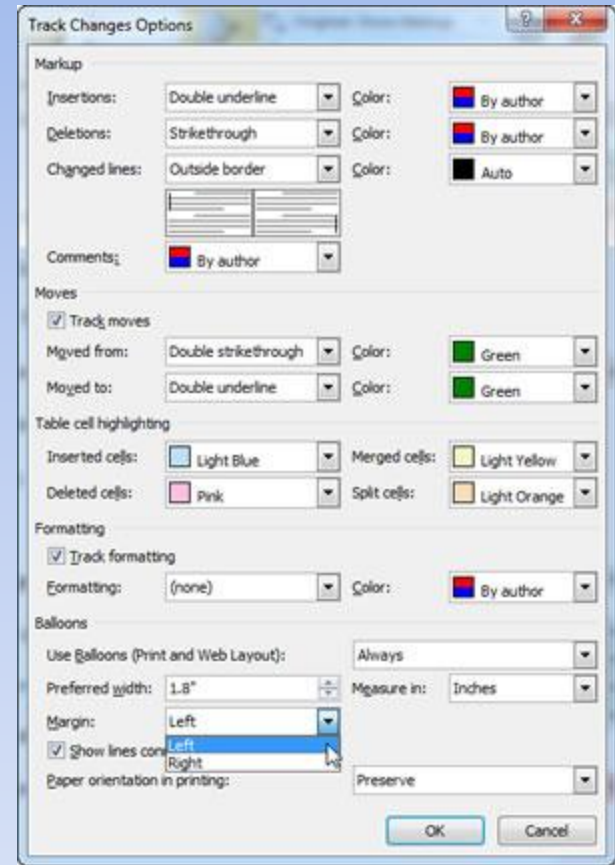 Track Changes Options
Markup
Insertions: Double underline Color: By author
Deletions: Strikethrough Color: By author
Changed lines: Outside border Color: Auto
Comments: By author
Moves
Track moves
Moved from: Double strikethrough Color: Green
Moved to: Double underline Color: Green
Table cell highlighting
Inserted cells: Light Blue Merged cells: Light Yellow
Deleted cells: Pink Split cells: Light Orange
Formatting
Track formatting
Formatting: (none) Color: By author
Balloons
Use Balloons (Print and Web Layout): Always
Preferred width: 1.8" Measure in: Inches
Margin: Left
Show lines Left
Right
Paper orientation in printing: Preserve
OK Cancel